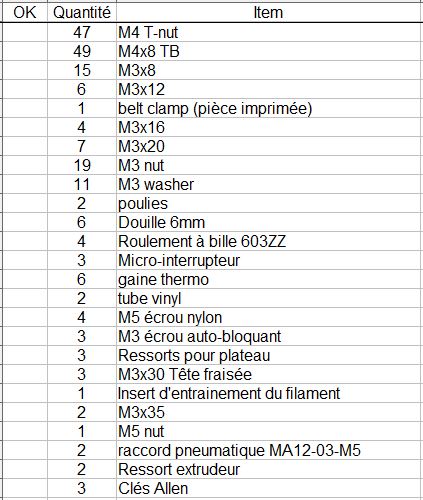 OK Quantité Item
47 M4 T-nut
49 M4x8 TB
15 M3x8
6 M3x12
1 belt clamp (pièce imprimée)
4 M3x16
7 M3x20
19 M3 nut
11 M3 washer
2 poulies
6 Douille 6mm
4 Roulement à bille 603ZZ
3 Micro-interrupteur
6 gaine thermo
2 tube vinyl
4 M5 écrou nylon
3 M3 écrou auto-bloquant
3 Ressorts pour plateau
3 M3x30 Tête fraisée
1 Insert d'entrainement du filament
2 M3x35
1 M5 nut
2 raccord pneumatique MA12-03-M5
2 Ressort extrudeur
3 Clés Allen